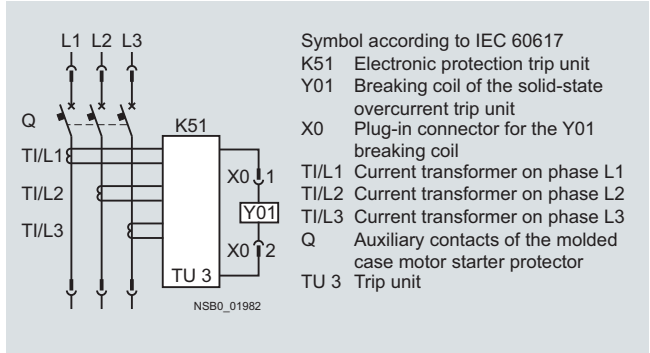 L1 L2 L3
Q
K51
TI/L1
TI/L2
TI/L3
X0 1
Y01
X0 2
TU 3
NSB0_01982
Symbol according to IEC 60617
K51 Electronic protection trip unit
Y01 Breaking coil of the solid-state
overcurrent trip unit
X0 Plug-in connector for the Y01
breaking coil
TI/L1 Current transformer on phase L1
TI/L2 Current transformer on phase L2
TI/L3 Current transformer on phase L3
Q Auxiliary contacts of the molded
case motor starter protector
TU 3 Trip unit